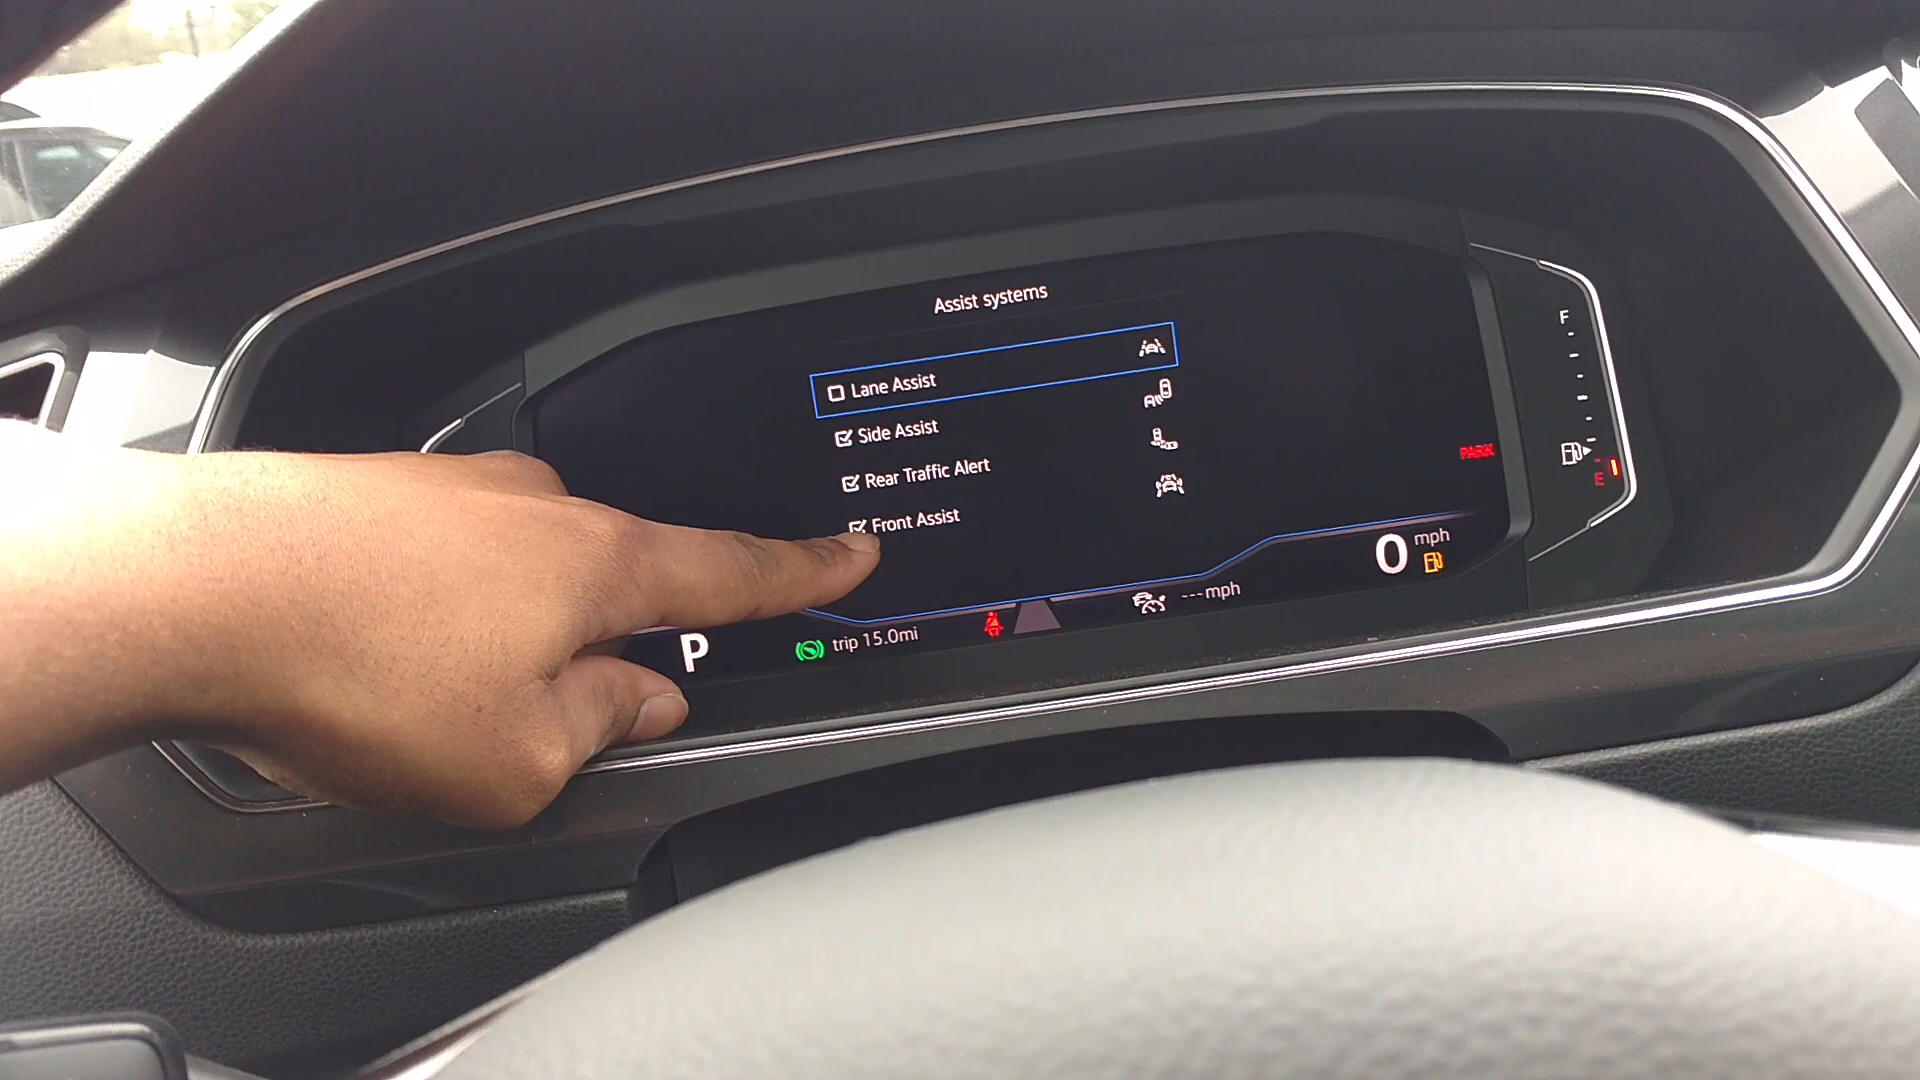 Assist systems
Lane Assist
Side Assist
Rear Traffic Alert
Front Assist
F
PARK
E
0 mph
P
trip 15.0mi
---mph